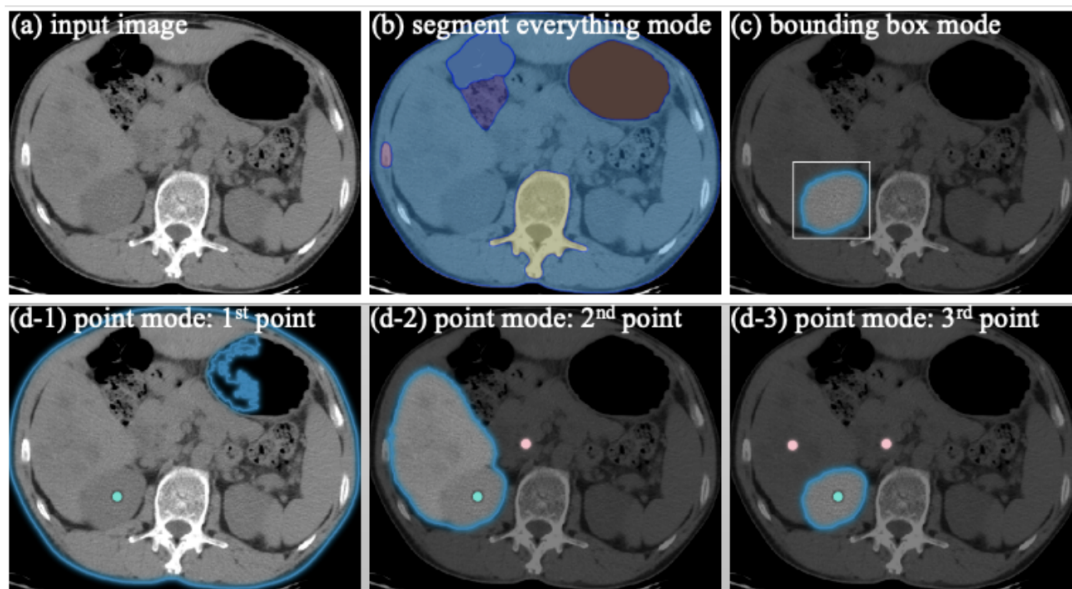 (a) input image
(b) segment everything mode
(c) bounding box mode
(d-1) point mode: 1st point
(d-2) point mode: 2nd point
(d-3) point mode: 3rd point